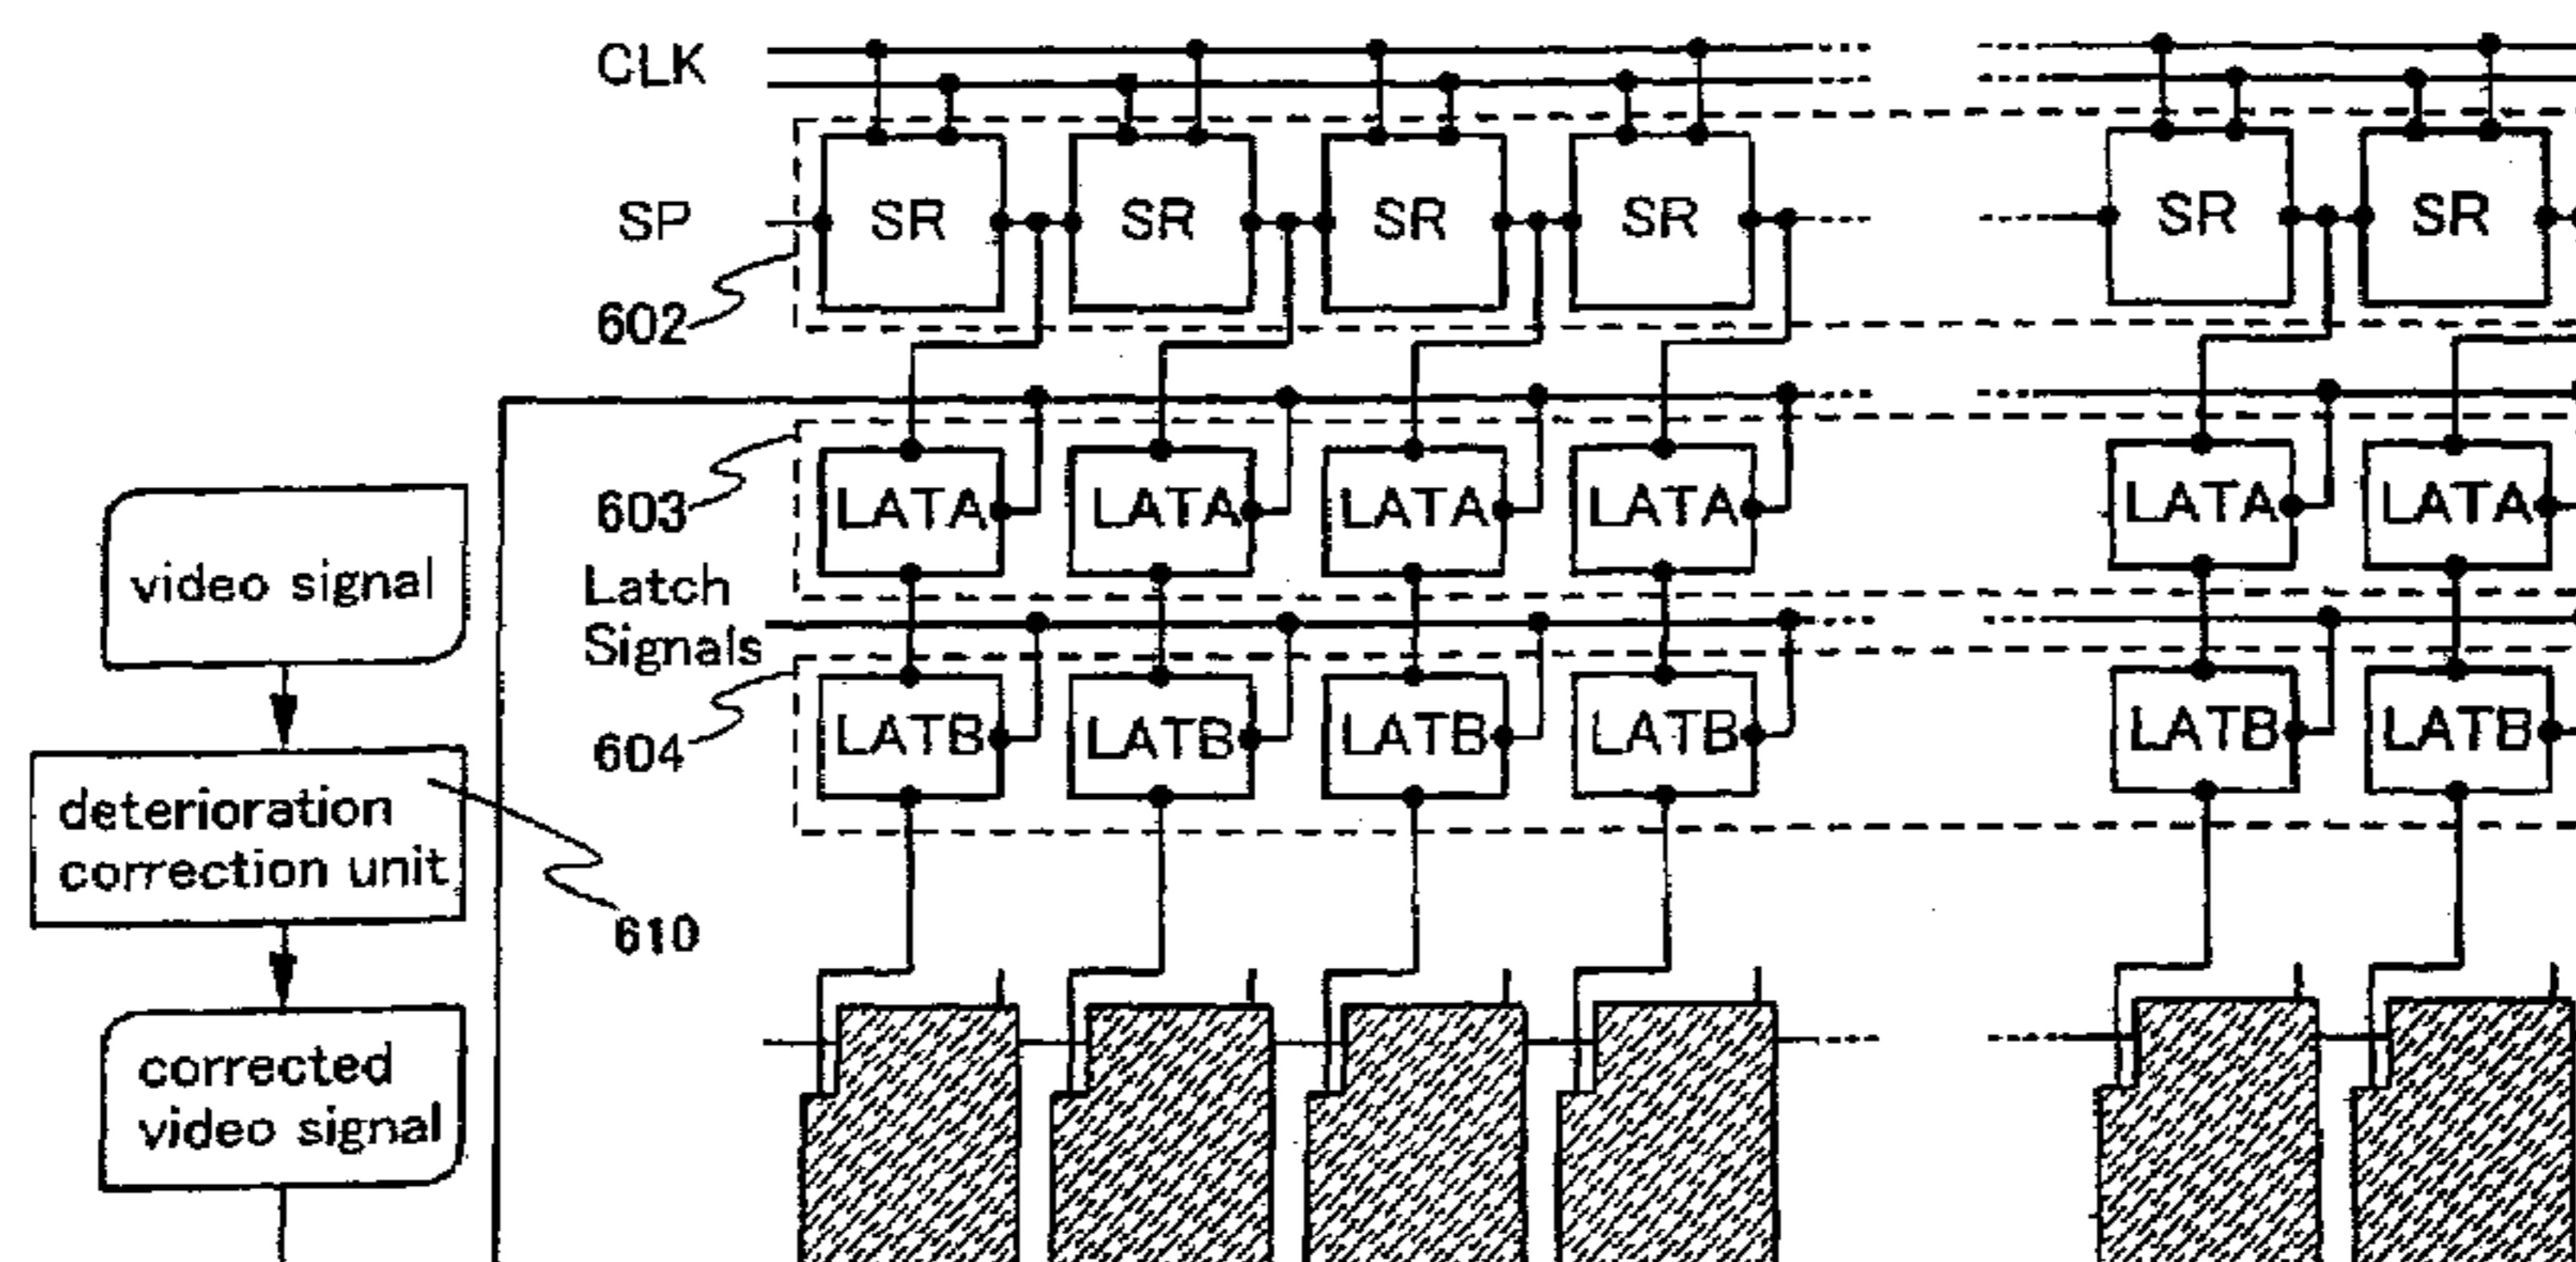 CLK
SP
SR SR SR SR SR SR
602
603
LATA LATA LATA LATA LATA LATA
Latch
Signals
604
LATB LATB LATB LATB LATB LATB
video signal
deterioration
correction unit
610
corrected
video signal